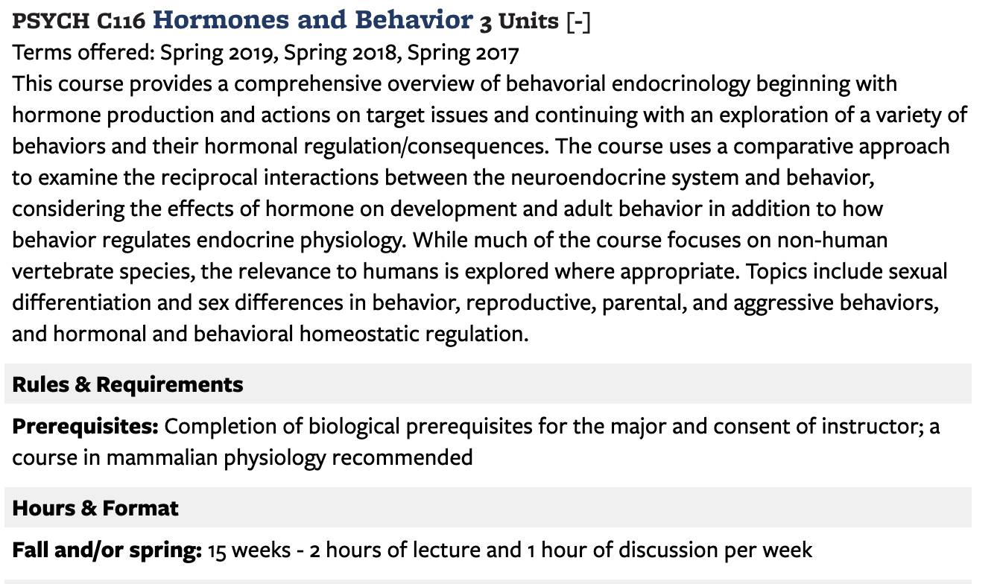 PSYCH C116 Hormones and Behavior 3 Units [-]
Terms offered: Spring 2019, Spring 2018, Spring 2017
This course provides a comprehensive overview of behavorial endocrinology beginning with
hormone production and actions on target issues and continuing with an exploration of a variety of
behaviors and their hormonal regulation/consequences. The course uses a comparative approach
to examine the reciprocal interactions between the neuroendocrine system and behavior,
considering the effects of hormone on development and adult behavior in addition to how
behavior regulates endocrine physiology. While much of the course focuses on non-human
vertebrate species, the relevance to humans is explored where appropriate. Topics include sexual
differentiation and sex differences in behavior, reproductive, parental, and aggressive behaviors,
and hormonal and behavioral homeostatic regulation.
Rules & Requirements
Prerequisites: Completion of biological prerequisites for the major and consent of instructor; a
course in mammalian physiology recommended
Hours & Format
Fall and/or spring: 15 weeks - 2 hours of lecture and 1 hour of discussion per week